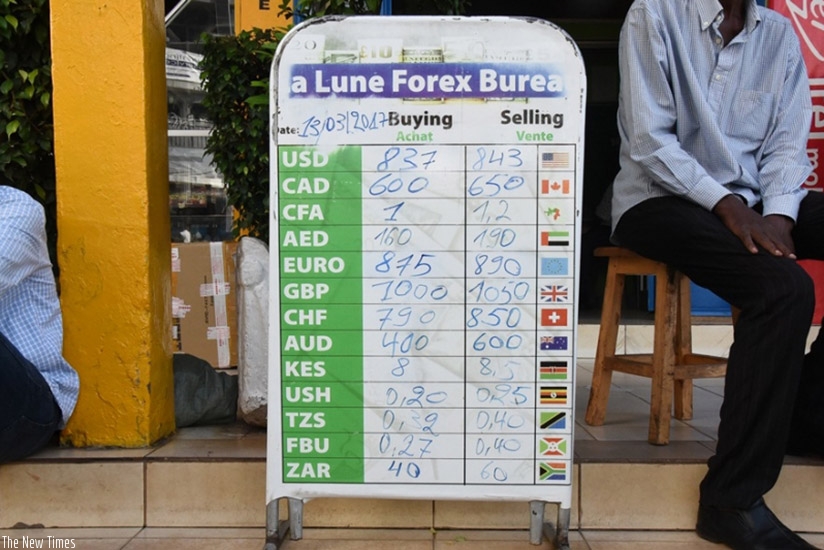 a Lune Forex Burea
Date: 13/03/2017 Buying Selling
Achat Vente
USD 837 843
CAD 600 650
CFA 1 1,2
AED 160 190
EURO 875 890
GBP 1000 1050
CHF 790 850
AUD 400 600
KES 8 8,5
USH 0,20 0,25
TZS 0,32 0,40
FBU 0,27 0,40
ZAR 40 60
The New Times